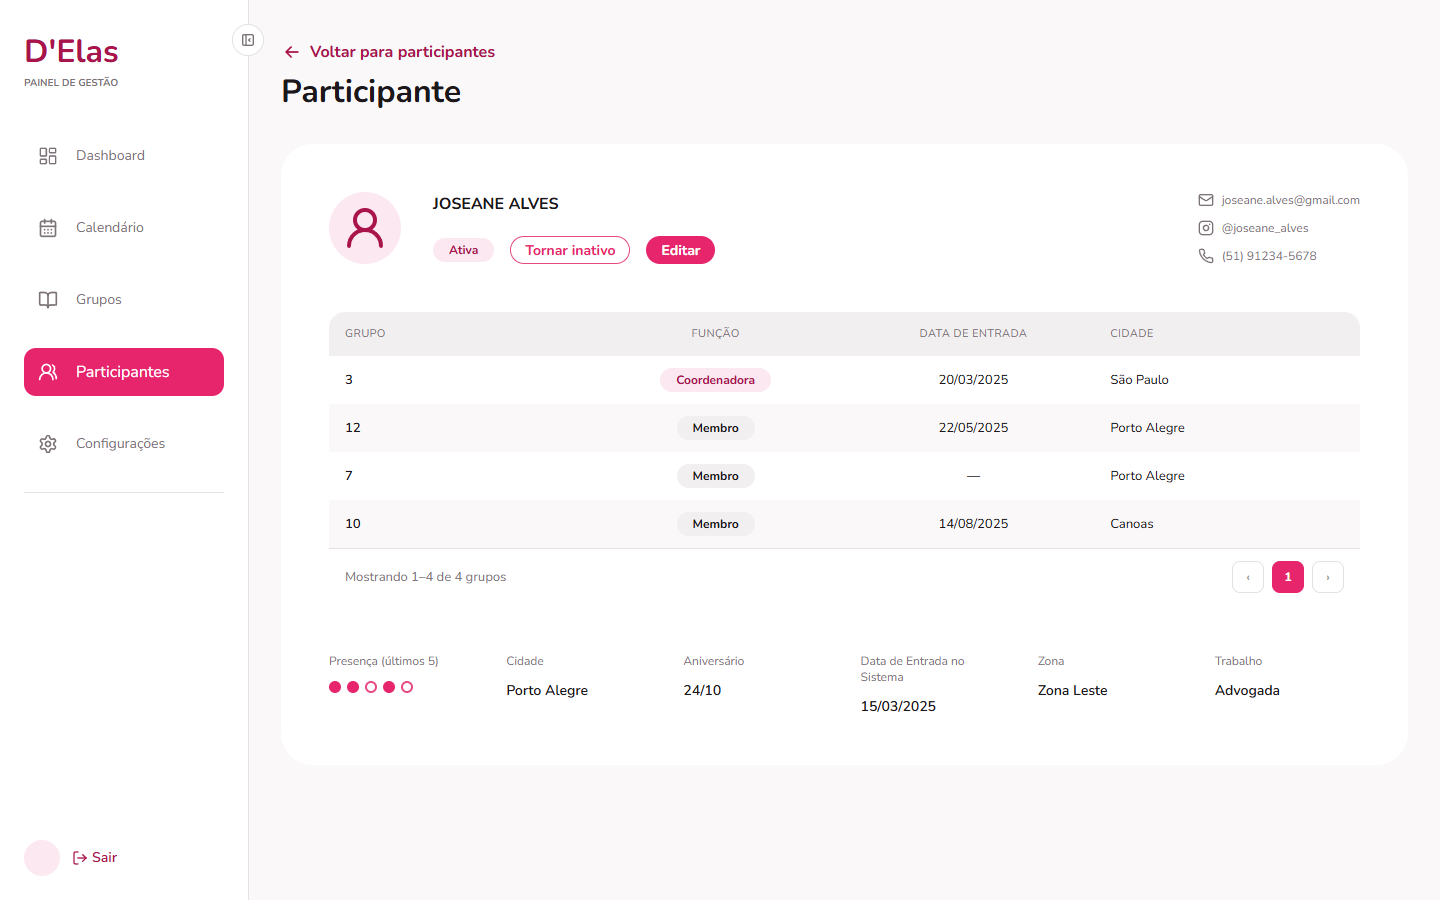 D'Elas
PAINEL DE GESTÃO
Dashboard
Calendário
Grupos
Participantes
Configurações
Sair
Voltar para participantes
Participante
JOSEANE ALVES
Ativa
Tornar inativo
Editar
joseane.alves@gmail.com
@joseane_alves
(51) 91234-5678
GRUPO FUNÇÃO DATA DE ENTRADA CIDADE
3 Coordenadora 20/03/2025 São Paulo
12 Membro 22/05/2025 Porto Alegre
7 Membro — Porto Alegre
10 Membro 14/08/2025 Canoas
Mostrando 1–4 de 4 grupos
‹ 1 ›
Presença (últimos 5)
Cidade
Porto Alegre
Aniversário
24/10
Data de Entrada no
Sistema
15/03/2025
Zona
Zona Leste
Trabalho
Advogada